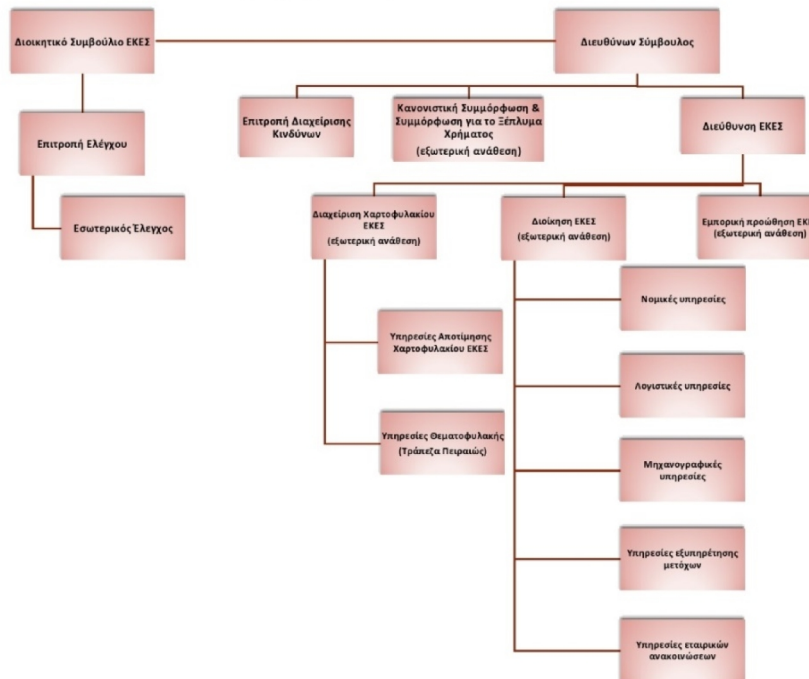 Διοικητικό Συμβούλιο ΕΚΕΣ
Διευθύνων Σύμβουλος
Επιτροπή Ελέγχου
Εσωτερικός Έλεγχος
Επιτροπή Διαχείρισης
Κινδύνων
Κανονιστική Συμμόρφωση &
Συμμόρφωση για το Ξέπλυμα
Χρήματος
(εξωτερική ανάθεση)
Διεύθυνση ΕΚΕΣ
Διαχείριση Χαρτοφυλακίου
ΕΚΕΣ
(εξωτερική ανάθεση)
Διοίκηση ΕΚΕΣ
(εξωτερική ανάθεση)
Εμπορική προώθηση ΕΚΕ
(εξωτερική ανάθεση)
Υπηρεσίες Αποτίμησης
Χαρτοφυλακίου ΕΚΕΣ
Υπηρεσίες Θεματοφυλακής
(Τράπεζα Πειραιώς)
Νομικές υπηρεσίες
Λογιστικές υπηρεσίες
Μηχανογραφικές
υπηρεσίες
Υπηρεσίες εξυπηρέτησης
μετόχων
Υπηρεσίες εταιρικών
ανακοινώσεων